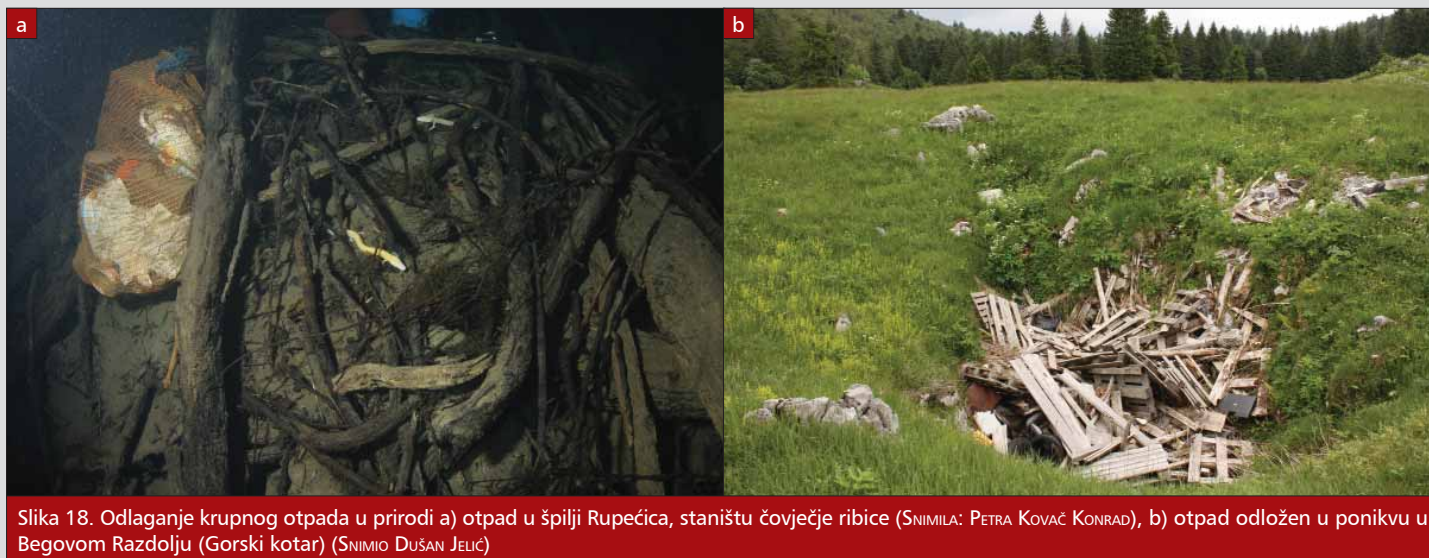 a
b
Slika 18. Odlaganje krupnog otpada u prirodi a) otpad u špilji Rupećica, staništu čovječje ribice (SNIMILA: PETRA KOVAČ KONRAD), b) otpad odložen u ponikvu u
Begovom Razdolju (Gorski kotar) (SNIMIO DUŠAN JELIĆ)